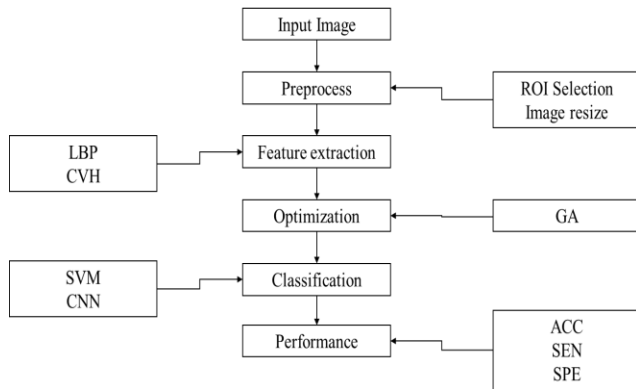 Input Image
Preprocess
ROI Selection
Image resize
LBP
CVH
Feature extraction
Optimization
GA
SVM
CNN
Classification
Performance
ACC
SEN
SPE